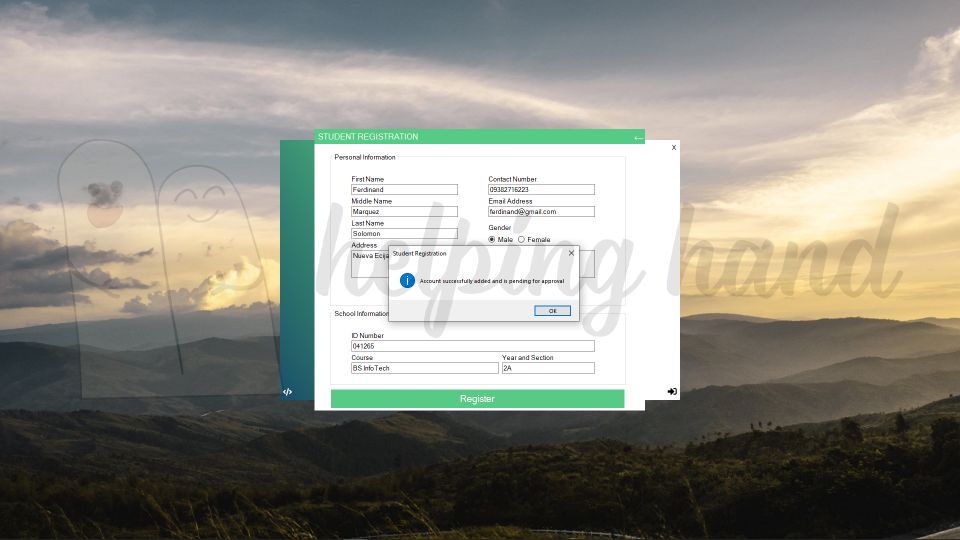 STUDENT REGISTRATION
x
Personal Information
First Name
Contact Number
Ferdinand
09382716223
Middle Name
Email Address
Marquez
ferdinand@gmail.com
Last Name
Gender
Solomon
Male Female
Address
Nueva Ecija
Student Registration
Account successfully added and is pending for approval
OK
helping hand
School Information
ID Number
041265
Course
Year and Section
BS InfoTech
2A
</>
Register